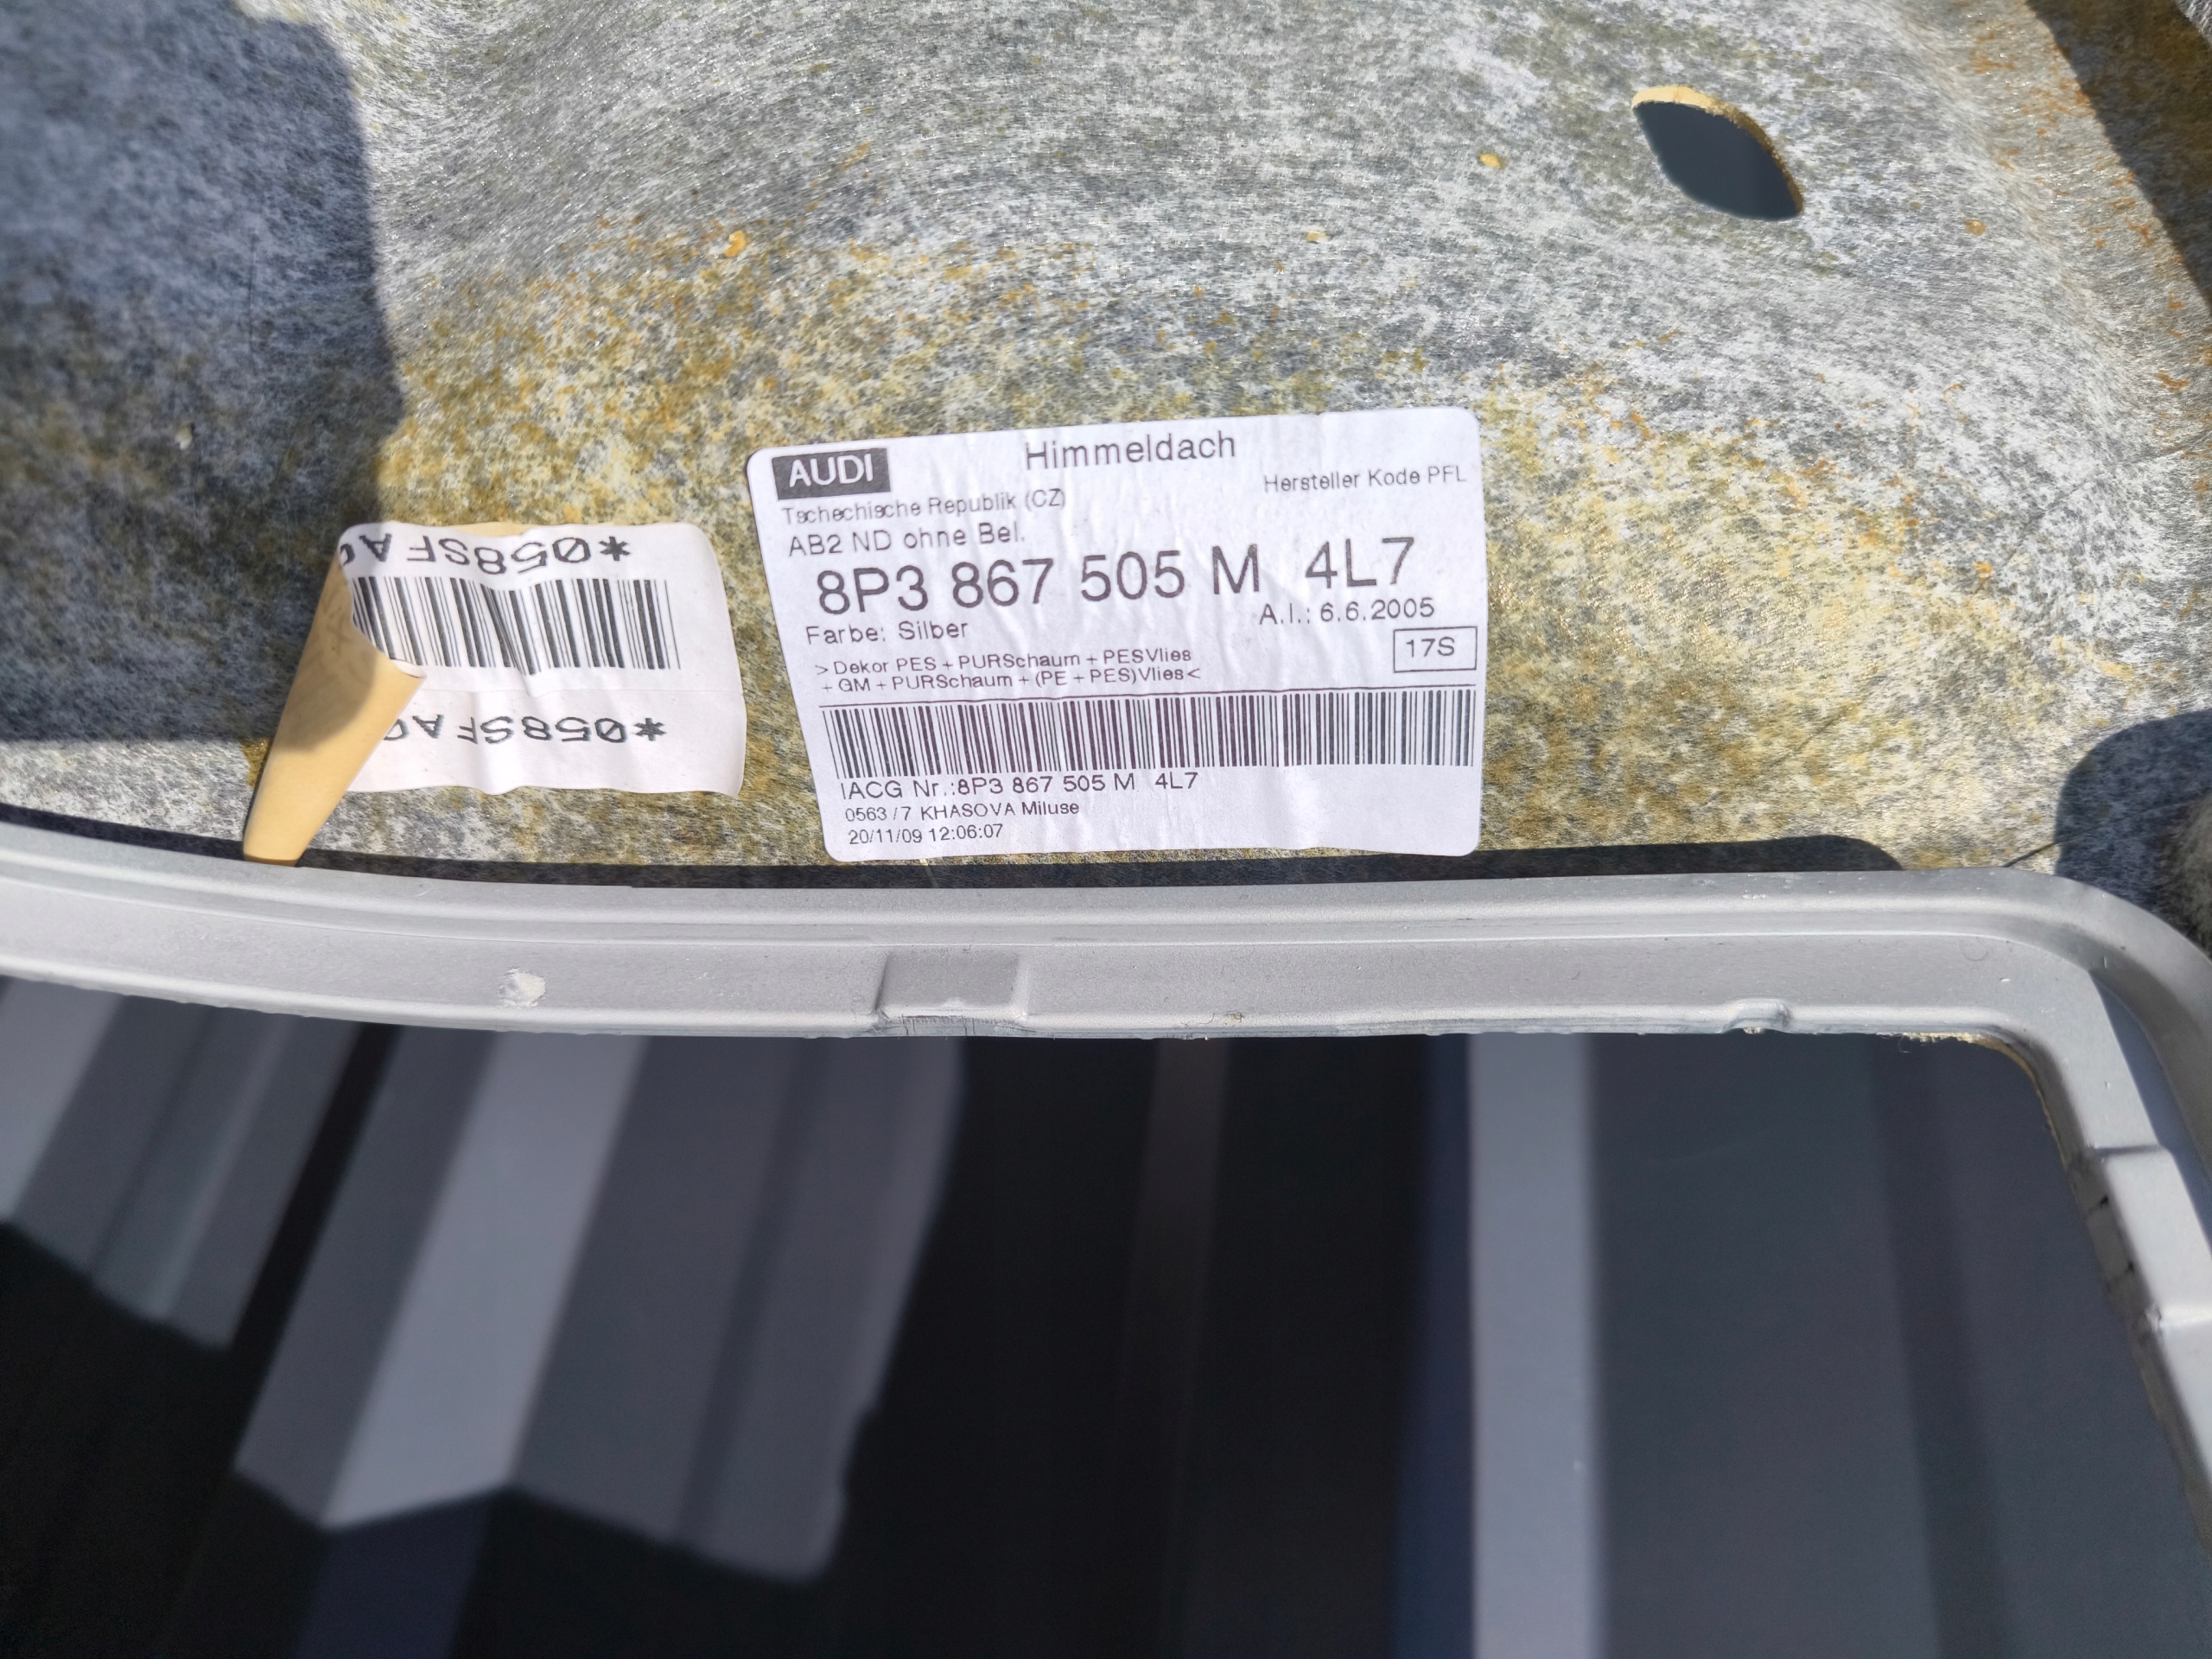 AUDI
Himmeldach
Tschechische Republik (CZ)
Hersteller Kode PFL
AB2 ND ohne Bel.
8P3 867 505 M 4L7
A.I.: 6.6.2005
Farbe: Silber
17S
>Dekor PES + PURSchaum + PESVlies
+ GM + PURSchaum + (PE + PES)Vlies<
IACG Nr.:8P3 867 505 M 4L7
0563 / 7 KHASOVA Miluse
20/11/09 12:06:07
*058SFA
*058SFA